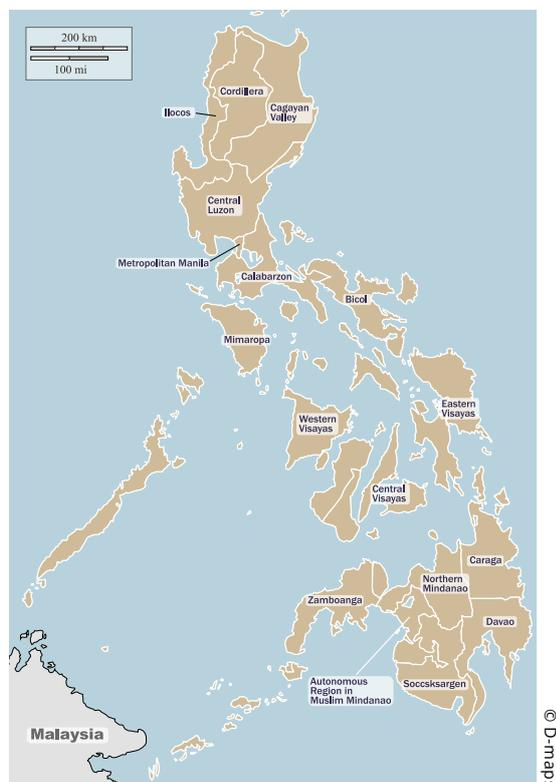 200 km
100 mi
Cordillera
Ilocos
Cagayan
Valley
Central
Luzon
Metropolitan Manila
Calabarzon
Bicol
Mimaropa
Western
Visayas
Eastern
Visayas
Central
Visayas
Caraga
Northern
Mindanao
Zamboanga
Davao
Autonomous
Region in
Muslim Mindanao
Soccsksargen
Malaysia
© D-map